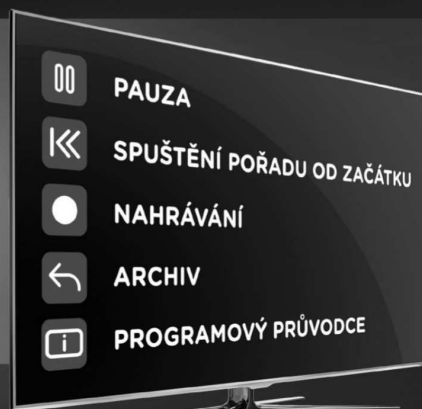 PAUZA
SPUŠTĚNÍ POŘADU OD ZAČÁTKU
NAHRÁVÁNÍ
ARCHIV
PROGRAMOVÝ PRŮVODCE